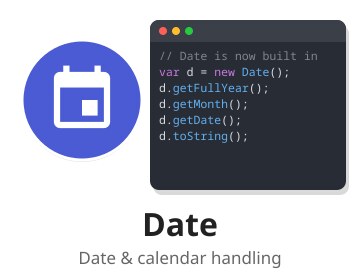 // Date is now built in
var d = new Date();
d.getFullYear();
d.getMonth();
d.getDate();
d.toString();
Date
Date & calendar handling